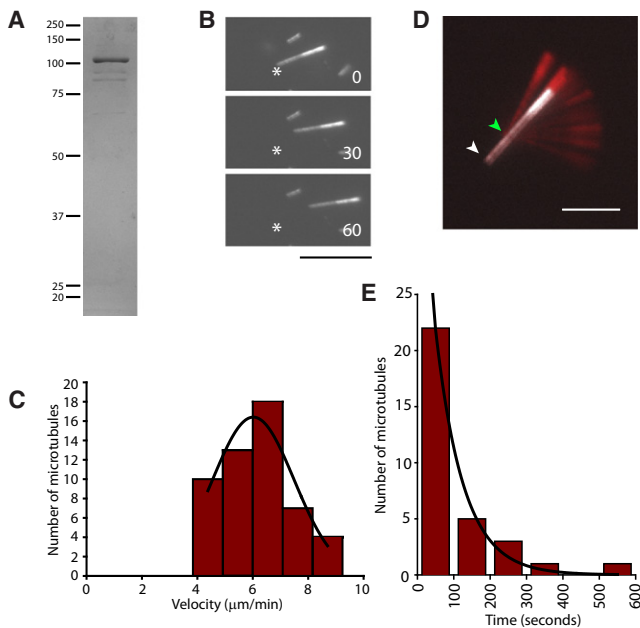 A
250
150
100
75
50
37
25
20
B
*
0
*
30
*
60
C
Number of microtubules
20
18
16
14
12
10
8
6
4
2
0
0 2 4 6 8 10
Velocity (μm/min)
D
E
Number of microtubules
25
20
15
10
5
0
0 100 200 300 400 500 600
Time (seconds)